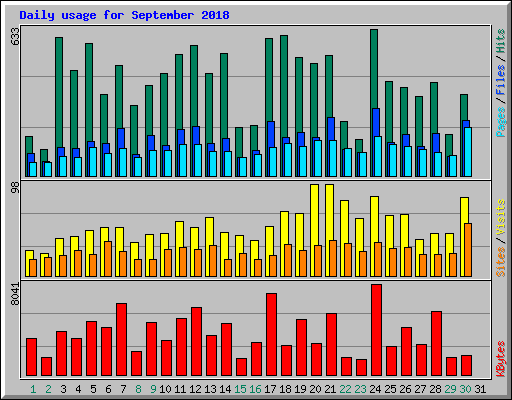 Daily usage for September 2018
633
Pages / Files / Hits
98
Sites / Visits
8041
KBytes
1 2 3 4 5 6 7 8 9 10 11 12 13 14 15 16 17 18 19 20 21 22 23 24 25 26 27 28 29 30 31